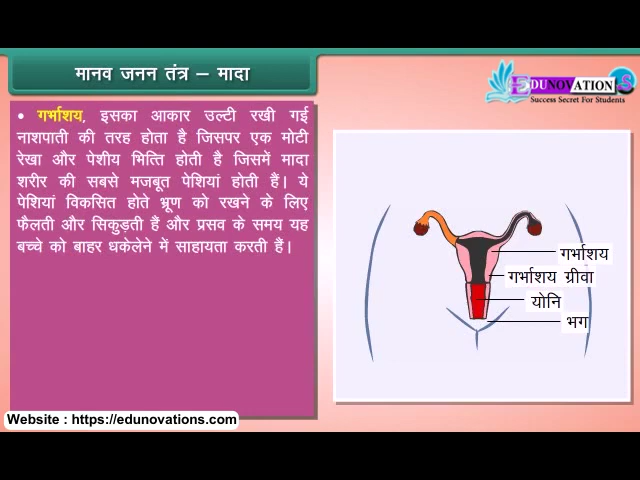 मानव जनन तंत्र – मादा
EDUNOVATIONS
Success Secret For Students
• गर्भाशय, इसका आकार उल्टी रखी गई
नाशपाती की तरह होता है जिसपर एक मोटी
रेखा और पेशीय भित्ति होती है जिसमें मादा
शरीर की सबसे मजबूत पेशियां होती हैं। ये
पेशियां विकसित होते भ्रूण को रखने के लिए
फैलती और सिकुड़ती हैं और प्रसव के समय यह
बच्चे को बाहर धकेलेने में साहायता करती हैं।
गर्भाशय
गर्भाशय ग्रीवा
योनि
भग
Website : https://edunovations.com